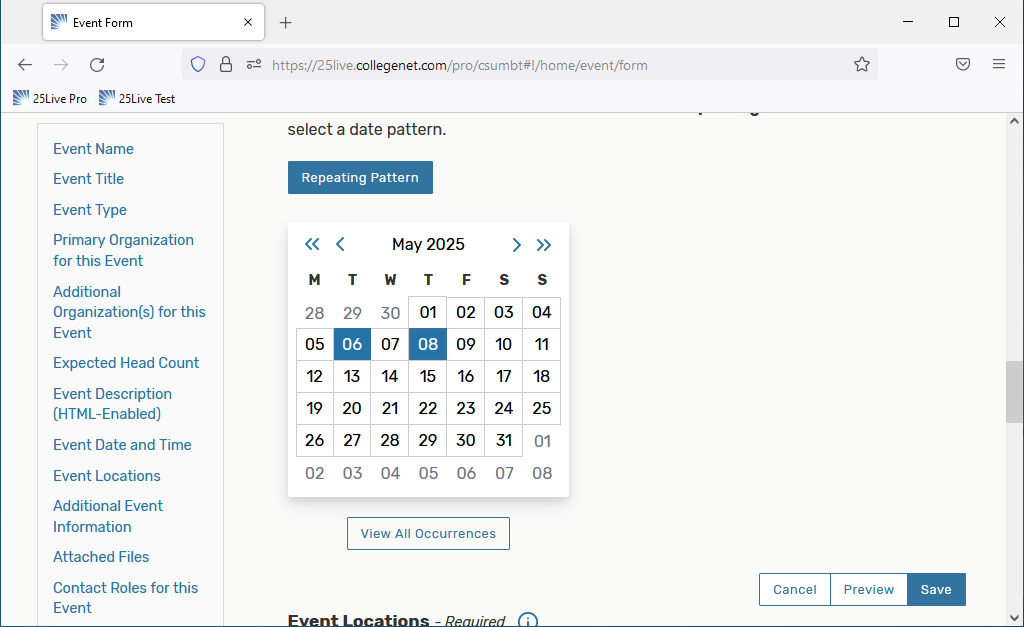 Event Form
https://25live.collegenet.com/pro/csumbt#!/home/event/form
25Live Pro 25Live Test
Event Name
Event Title
Event Type
Primary Organization
for this Event
Additional
Organization(s) for this
Event
Expected Head Count
Event Description
(HTML-Enabled)
Event Date and Time
Event Locations
Additional Event
Information
Attached Files
Contact Roles for this
Event
select a date pattern.
Repeating Pattern
May 2025
M T W T F S S
28 29 30 01 02 03 04
05 06 07 08 09 10 11
12 13 14 15 16 17 18
19 20 21 22 23 24 25
26 27 28 29 30 31 01
02 03 04 05 06 07 08
View All Occurrences
Cancel Preview Save
Event Locations - Required